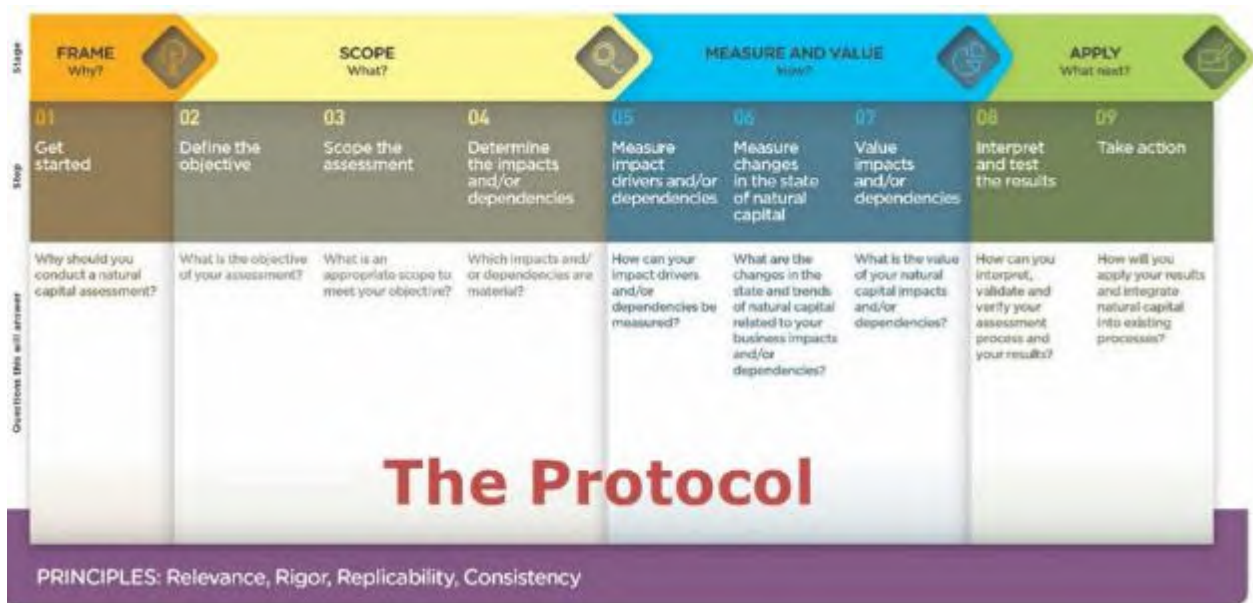 Stage
FRAME
Why?
SCOPE
What?
MEASURE AND VALUE
How?
APPLY
What next?
Step
01
Get
started
02
Define the
objective
03
Scope the
assessment
04
Determine
the impacts
and/or
dependencies
05
Measure
impact
drivers and/or
dependencies
06
Measure
changes
in the state
of natural
capital
07
Value
impacts
and/or
dependencies
08
Interpret
and test
the results
09
Take action
Questions this will answer
Why should you
conduct a natural
capital assessment?
What is the objective
of your assessment?
What is an
appropriate scope to
meet your objective?
Which impacts and/
or dependencies are
material?
How can your
impact drivers
and/or
dependencies be
measured?
What are the
changes in the
state and trends
of natural capital
related to your
business impacts
and/or
dependencies?
What is the value
of your natural
capital impacts
and/or
dependencies?
How can you
interpret,
validate and
verify your
assessment
process and
your results?
How will you
apply your results
and integrate
natural capital
into existing
processes?
The Protocol
PRINCIPLES: Relevance, Rigor, Replicability, Consistency